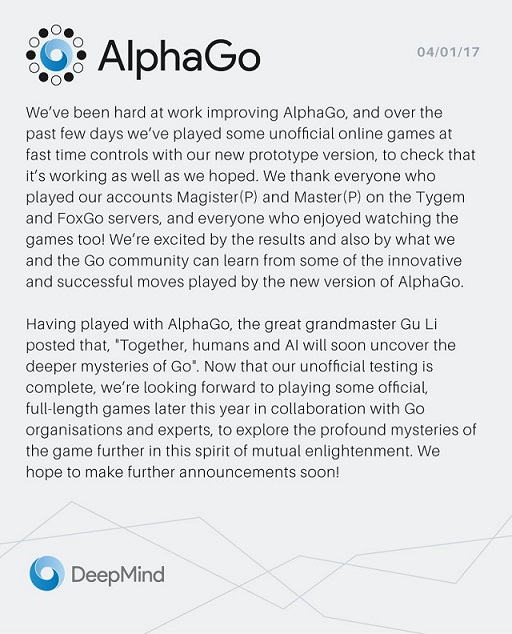 AlphaGo
04/01/17
We've been hard at work improving AlphaGo, and over the
past few days we've played some unofficial online games at
fast time controls with our new prototype version, to check that
it's working as well as we hoped. We thank everyone who
played our accounts Magister(P) and Master(P) on the Tygem
and FoxGo servers, and everyone who enjoyed watching the
games too! We're excited by the results and also by what we
and the Go community can learn from some of the innovative
and successful moves played by the new version of AlphaGo.
Having played with AlphaGo, the great grandmaster Gu Li
posted that, "Together, humans and AI will soon uncover the
deeper mysteries of Go". Now that our unofficial testing is
complete, we're looking forward to playing some official,
full-length games later this year in collaboration with Go
organisations and experts, to explore the profound mysteries of
the game further in this spirit of mutual enlightenment. We
hope to make further announcements soon!
DeepMind